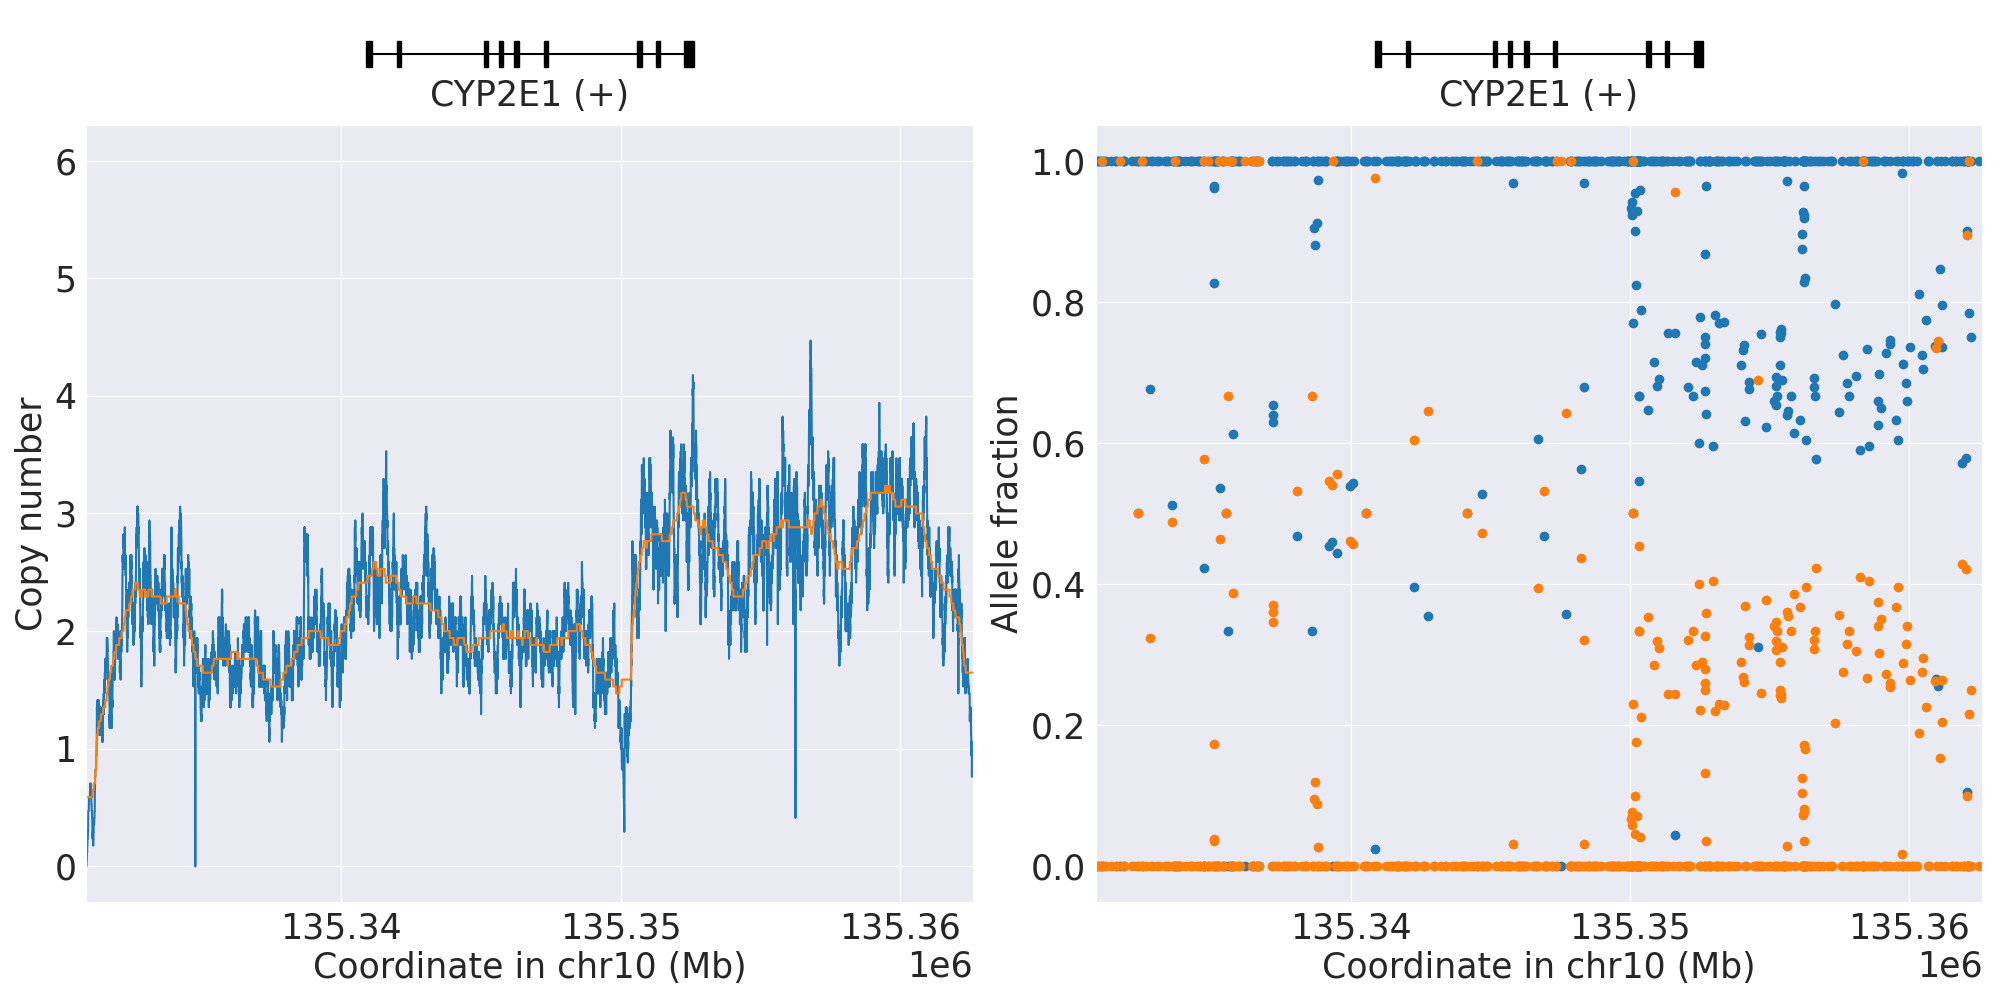 CYP2E1 (+)
CYP2E1 (+)
Copy number
6
5
4
3
2
1
0
135.34 135.35 135.36
Coordinate in chr10 (Mb)
1e6
Allele fraction
1.0
0.8
0.6
0.4
0.2
0.0
135.34 135.35 135.36
Coordinate in chr10 (Mb)
1e6